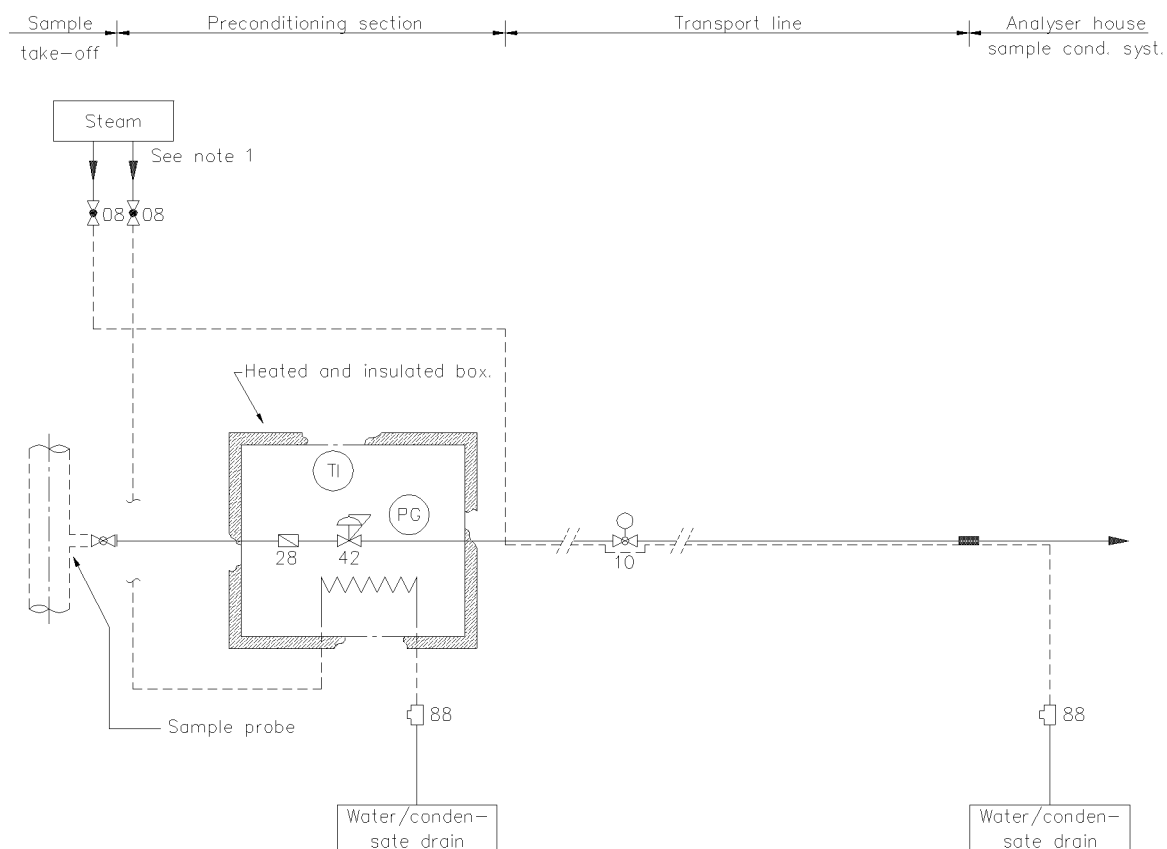 Sample
take-off
Preconditioning section
Transport line
Analyser house
sample cond. syst.
Steam
See note 1
08
08
Heated and insulated box.
TI
PG
28
42
10
88
88
Sample probe
Water/conden-
sate drain
Water/conden-
sate drain